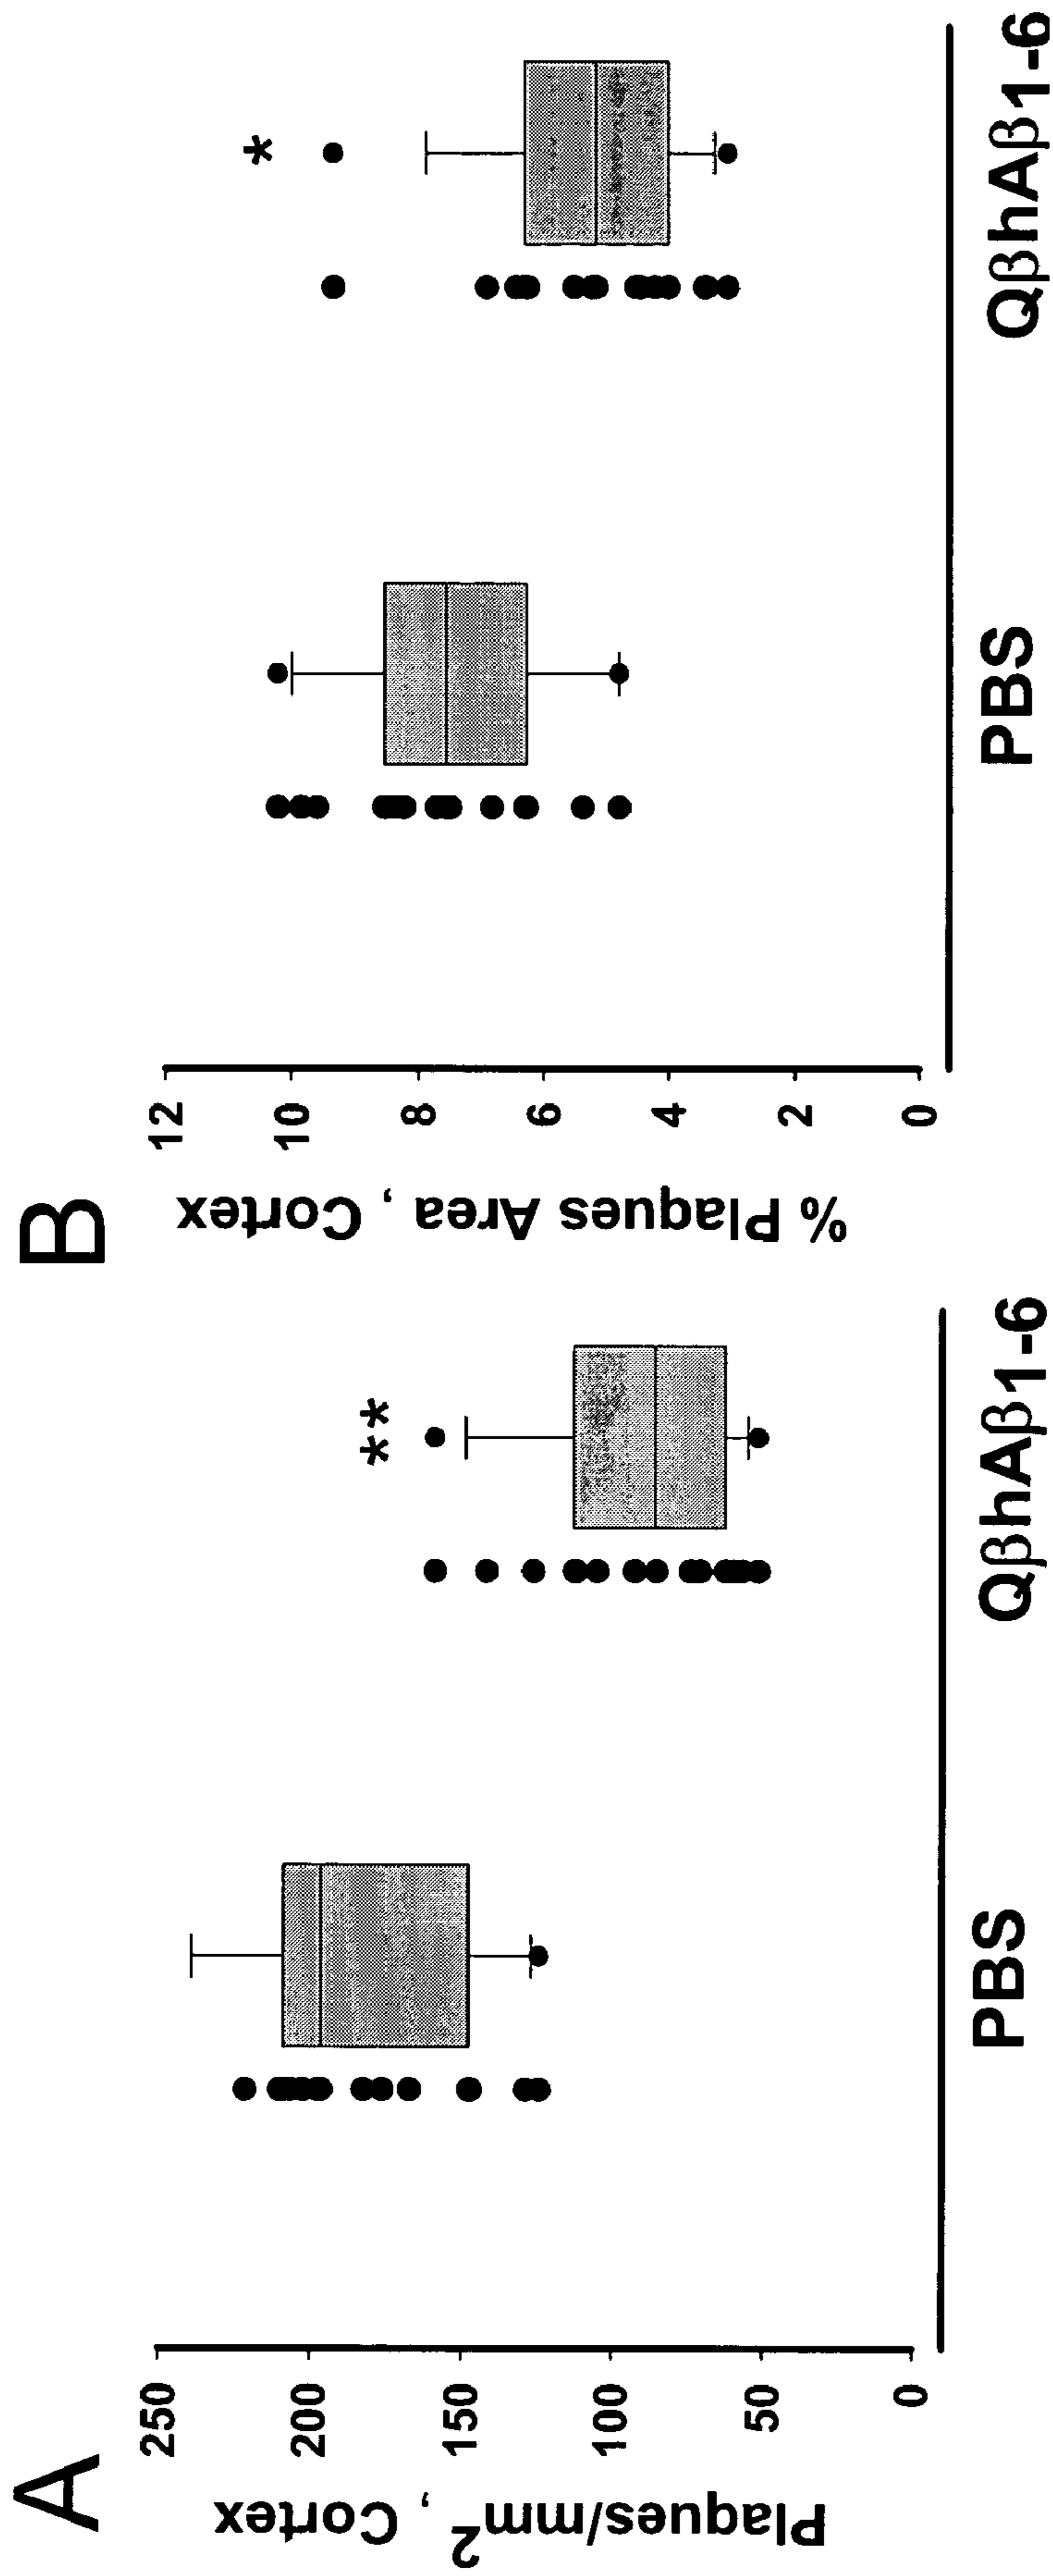 A
Plaques/mm2 , Cortex
250
200
150
100
50
0
**
PBS
QβhAβ1-6
B
% Plaques Area , Cortex
12
10
8
6
4
2
0
*
PBS
QβhAβ1-6